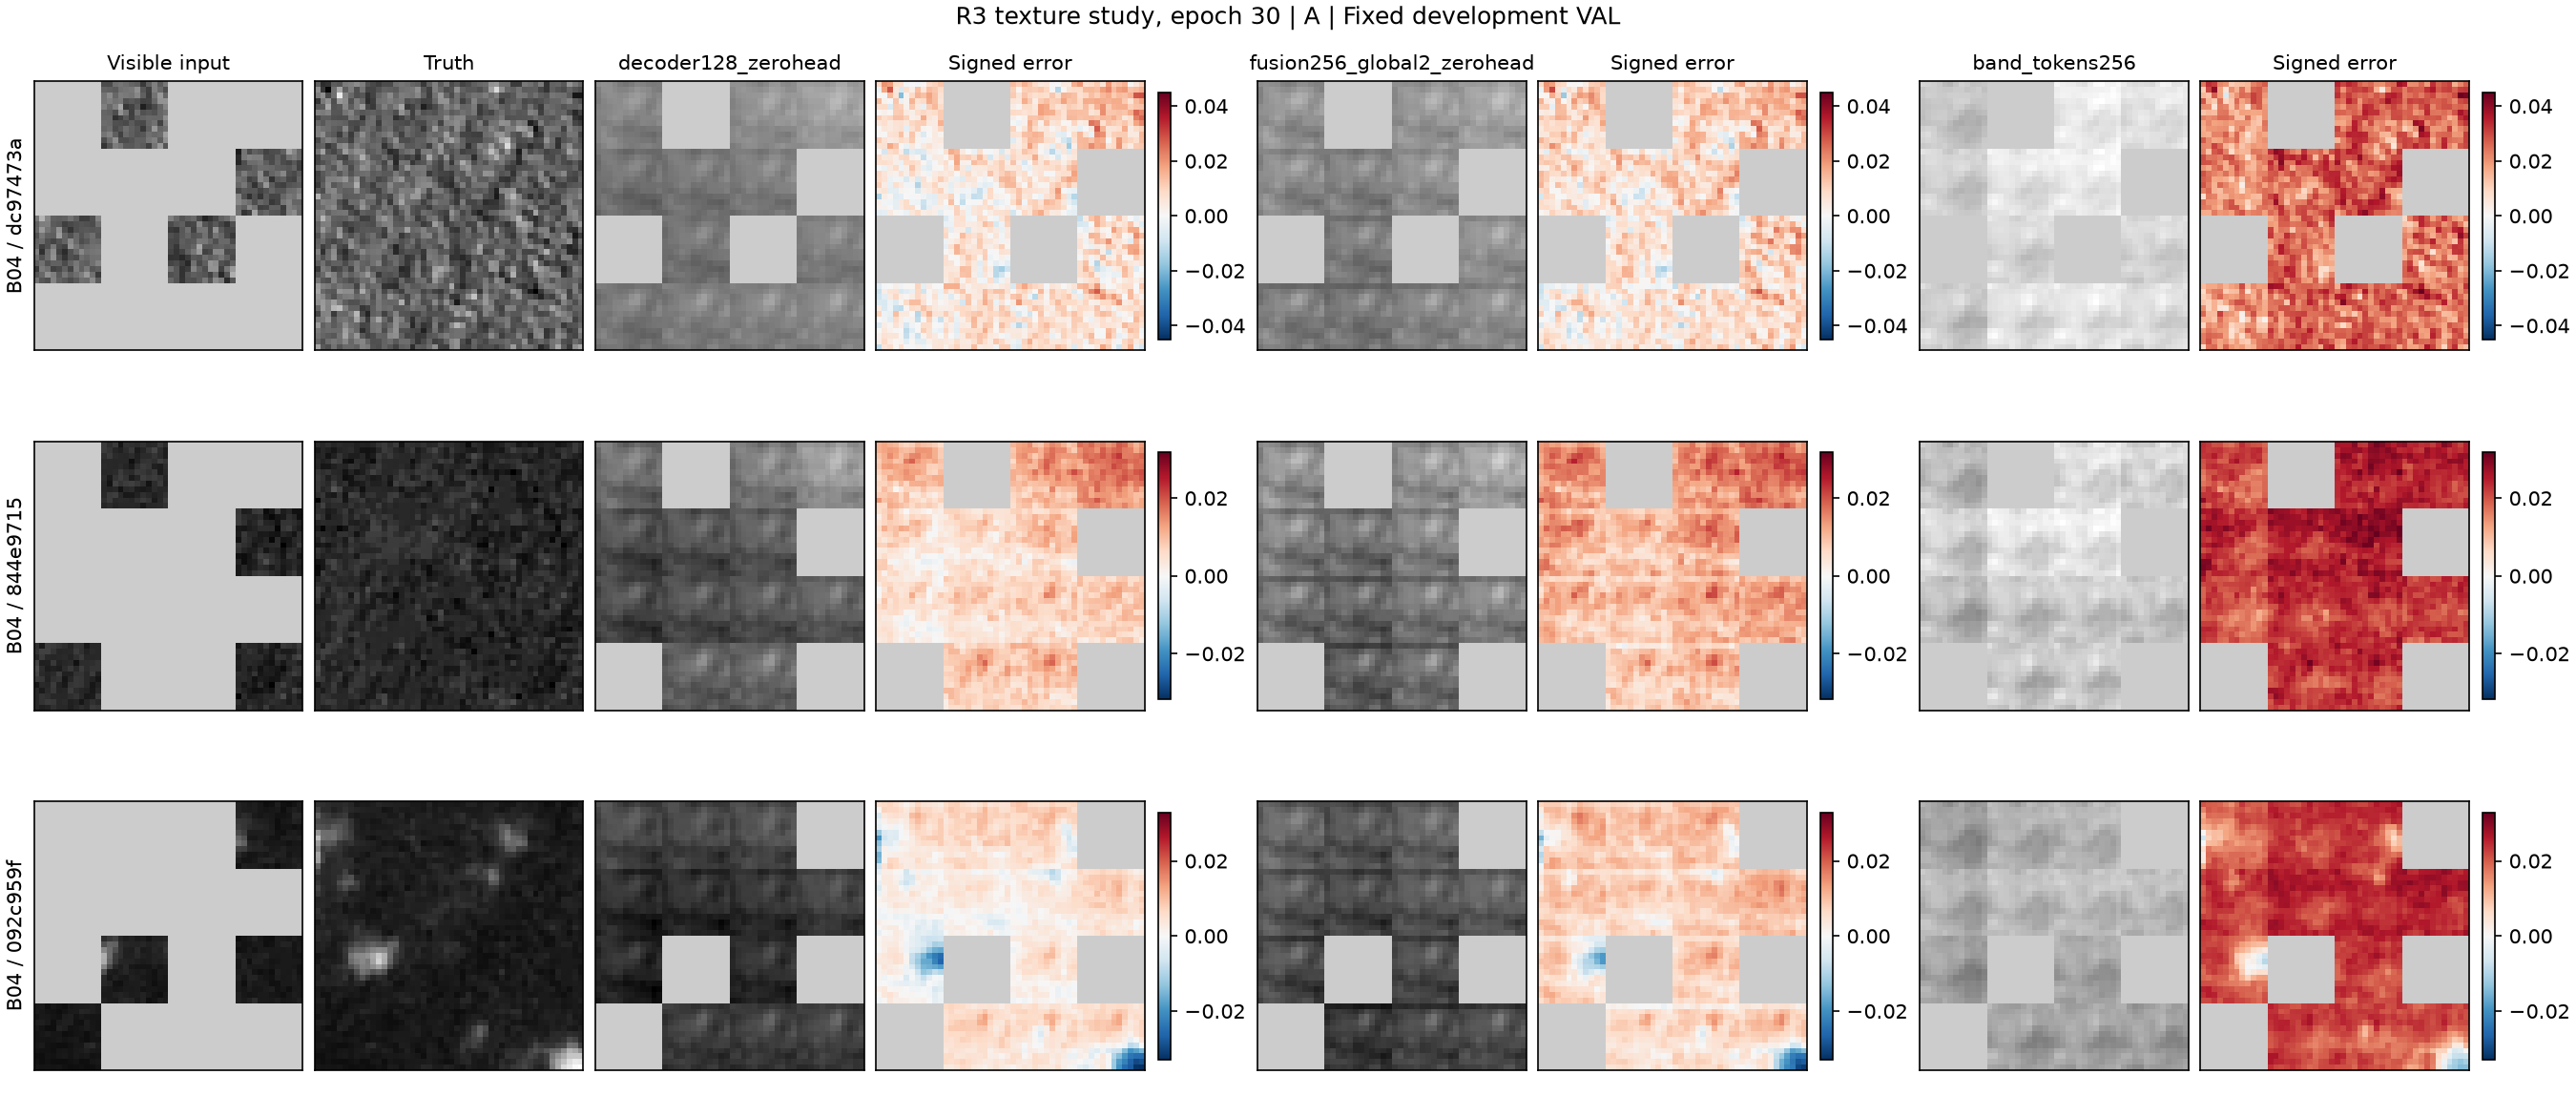 R3 texture study, epoch 30 | A | Fixed development VAL
Visible input
Truth
decoder128_zerohead
Signed error
fusion256_global2_zerohead
Signed error
band_tokens256
Signed error
B04 / dc97473a
0.04
0.02
0.00
−0.02
−0.04
0.04
0.02
0.00
−0.02
−0.04
0.04
0.02
0.00
−0.02
−0.04
B04 / 844e9715
0.02
0.00
−0.02
0.02
0.00
−0.02
0.02
0.00
−0.02
B04 / 092c959f
0.02
0.00
−0.02
0.02
0.00
−0.02
0.02
0.00
−0.02